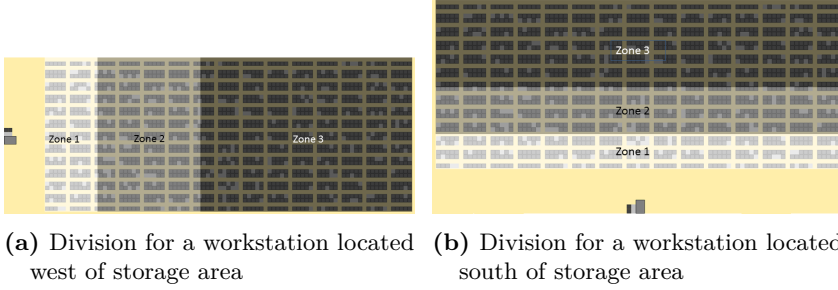 Zone 1
Zone 2
Zone 3
Zone 3
Zone 2
Zone 1
(a) Division for a workstation located
west of storage area
(b) Division for a workstation located
south of storage area